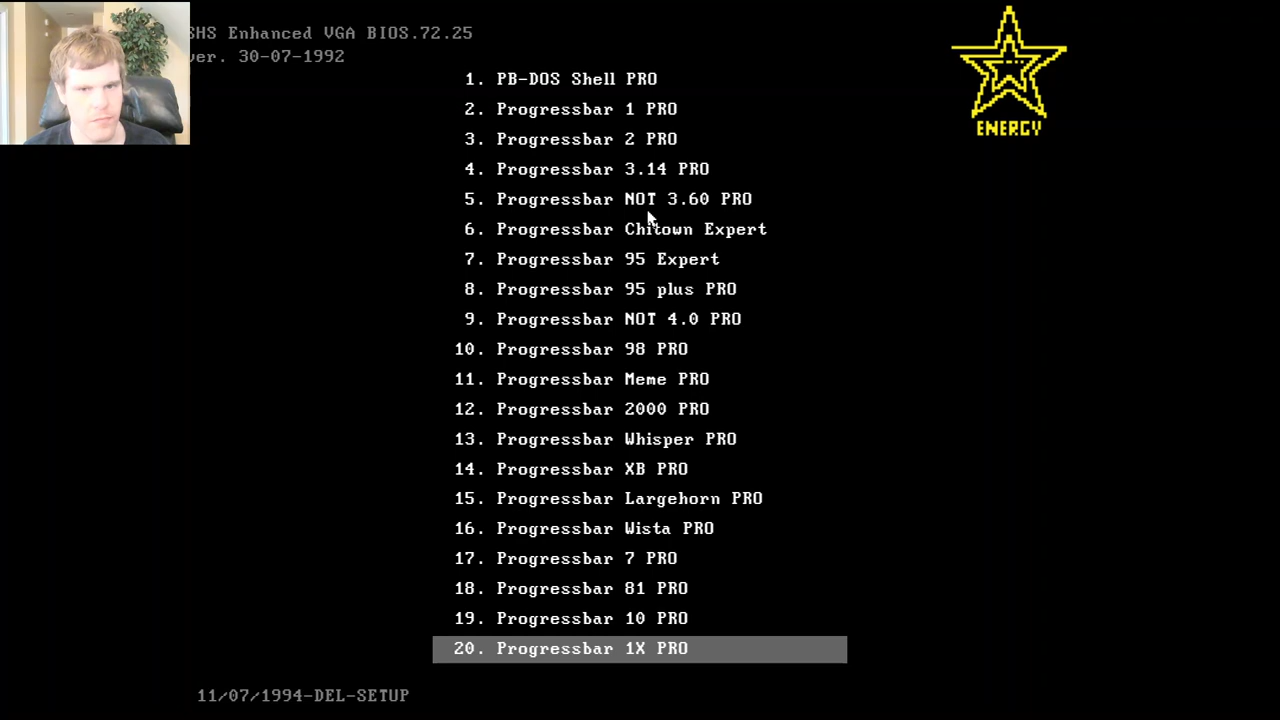 SHS Enhanced VGA BIOS.72.25
ver. 30-07-1992
ENERGY
1. PB-DOS Shell PRO
2. Progressbar 1 PRO
3. Progressbar 2 PRO
4. Progressbar 3.14 PRO
5. Progressbar NOT 3.60 PRO
6. Progressbar Chitown Expert
7. Progressbar 95 Expert
8. Progressbar 95 plus PRO
9. Progressbar NOT 4.0 PRO
10. Progressbar 98 PRO
11. Progressbar Meme PRO
12. Progressbar 2000 PRO
13. Progressbar Whisper PRO
14. Progressbar XB PRO
15. Progressbar Largehorn PRO
16. Progressbar Wista PRO
17. Progressbar 7 PRO
18. Progressbar 81 PRO
19. Progressbar 10 PRO
20. Progressbar 1X PRO
11/07/1994-DEL-SETUP